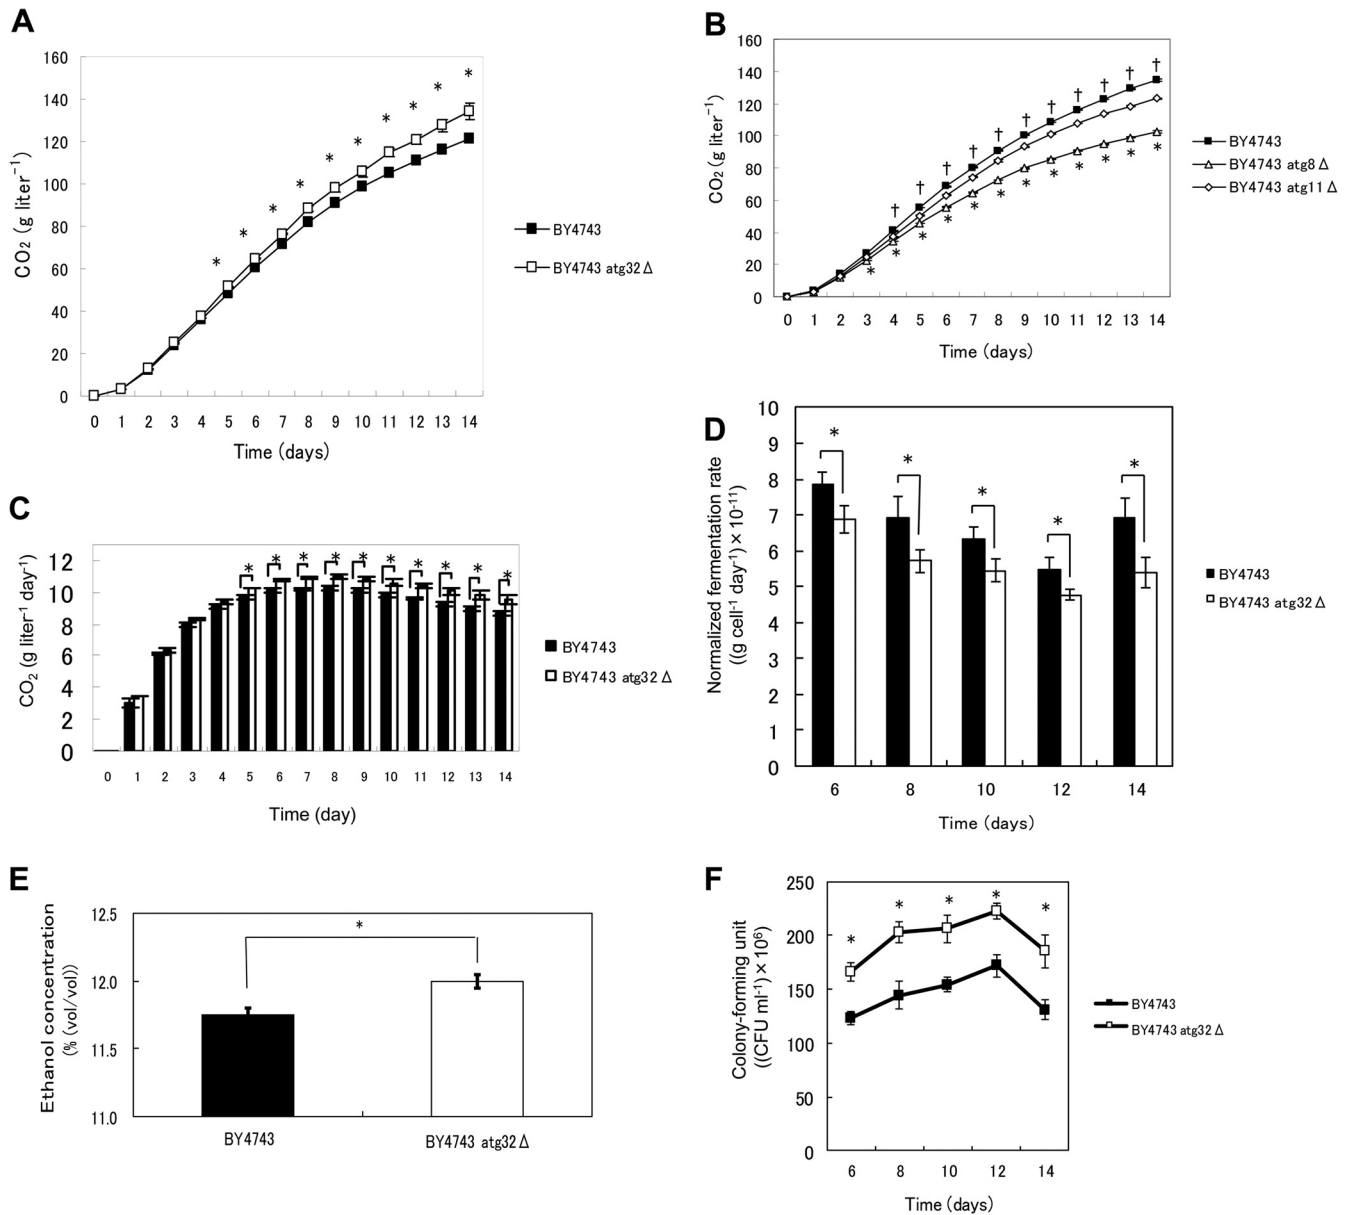 A
CO2 (g liter−1)
160
140
120
100
80
60
40
20
0
* * * * * * * * * *
0 1 2 3 4 5 6 7 8 9 10 11 12 13 14
Time (days)
BY4743
BY4743 atg32Δ
B
CO2 (g liter−1)
160
140
120
100
80
60
40
20
0
† † † † † † † † † † †
* * * * * * * * * * * *
0 1 2 3 4 5 6 7 8 9 10 11 12 13 14
Time (days)
BY4743
BY4743 atg8Δ
BY4743 atg11Δ
C
CO2 (g liter-1 day-1)
12
10
8
6
4
2
0
* * * * * * * * * *
0 1 2 3 4 5 6 7 8 9 10 11 12 13 14
Time (day)
BY4743
BY4743 atg32Δ
D
Normalized fermentation rate
((g cell-1 day-1) × 10-11)
10
9
8
7
6
5
4
3
2
1
0
* * * * *
6 8 10 12 14
Time (days)
BY4743
BY4743 atg32Δ
E
Ethanol concentration
(% (vol/vol))
12.5
12.0
11.5
11.0
*
BY4743 BY4743 atg32Δ
F
Colony-forming unit
((CFU ml-1) × 106)
250
200
150
100
50
0
* * * * *
6 8 10 12 14
Time (days)
BY4743
BY4743 atg32Δ